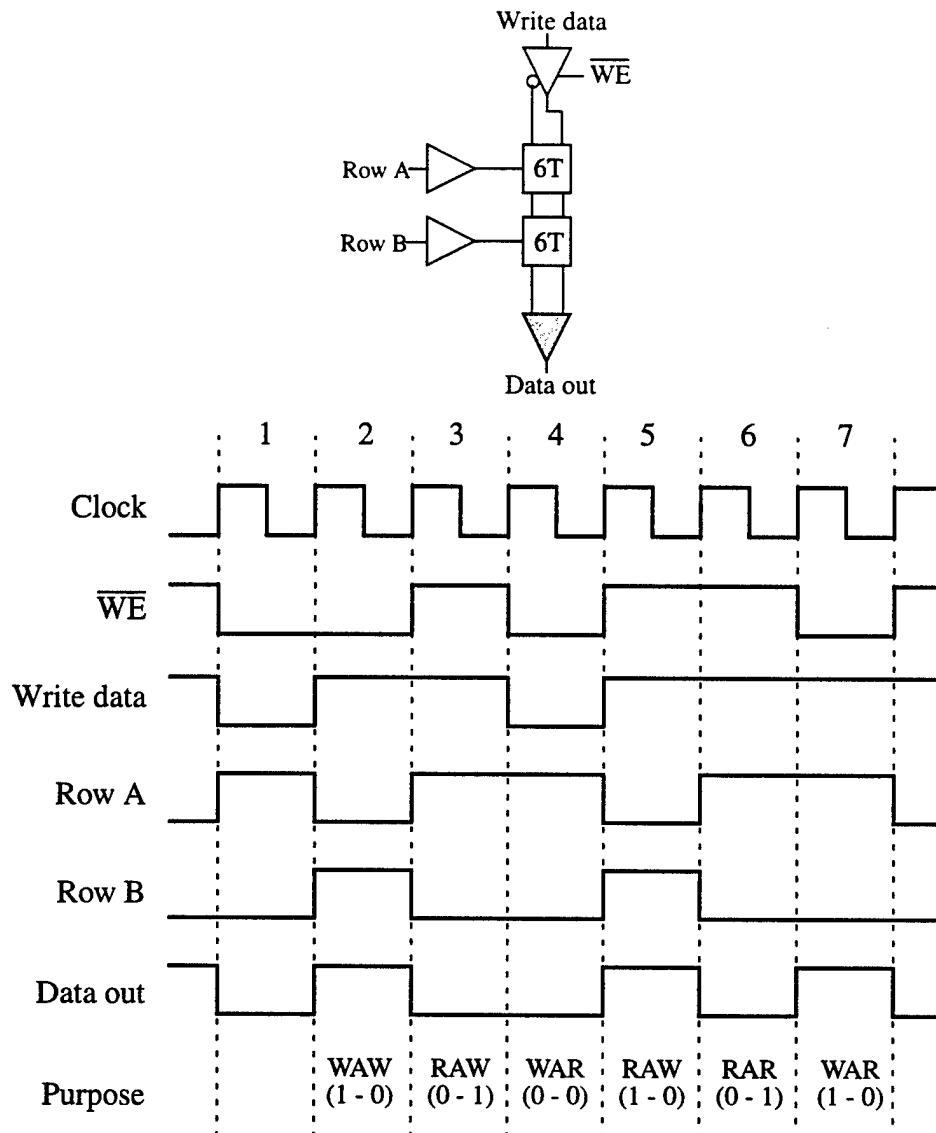 Write data
W̅E̅
Row A 6T
Row B 6T
Data out
1 2 3 4 5 6 7
Clock
W̅E̅
Write data
Row A
Row B
Data out
WAW RAW WAR RAW RAR WAR
Purpose (1 - 0) (0 - 1) (0 - 0) (1 - 0) (0 - 1) (1 - 0)